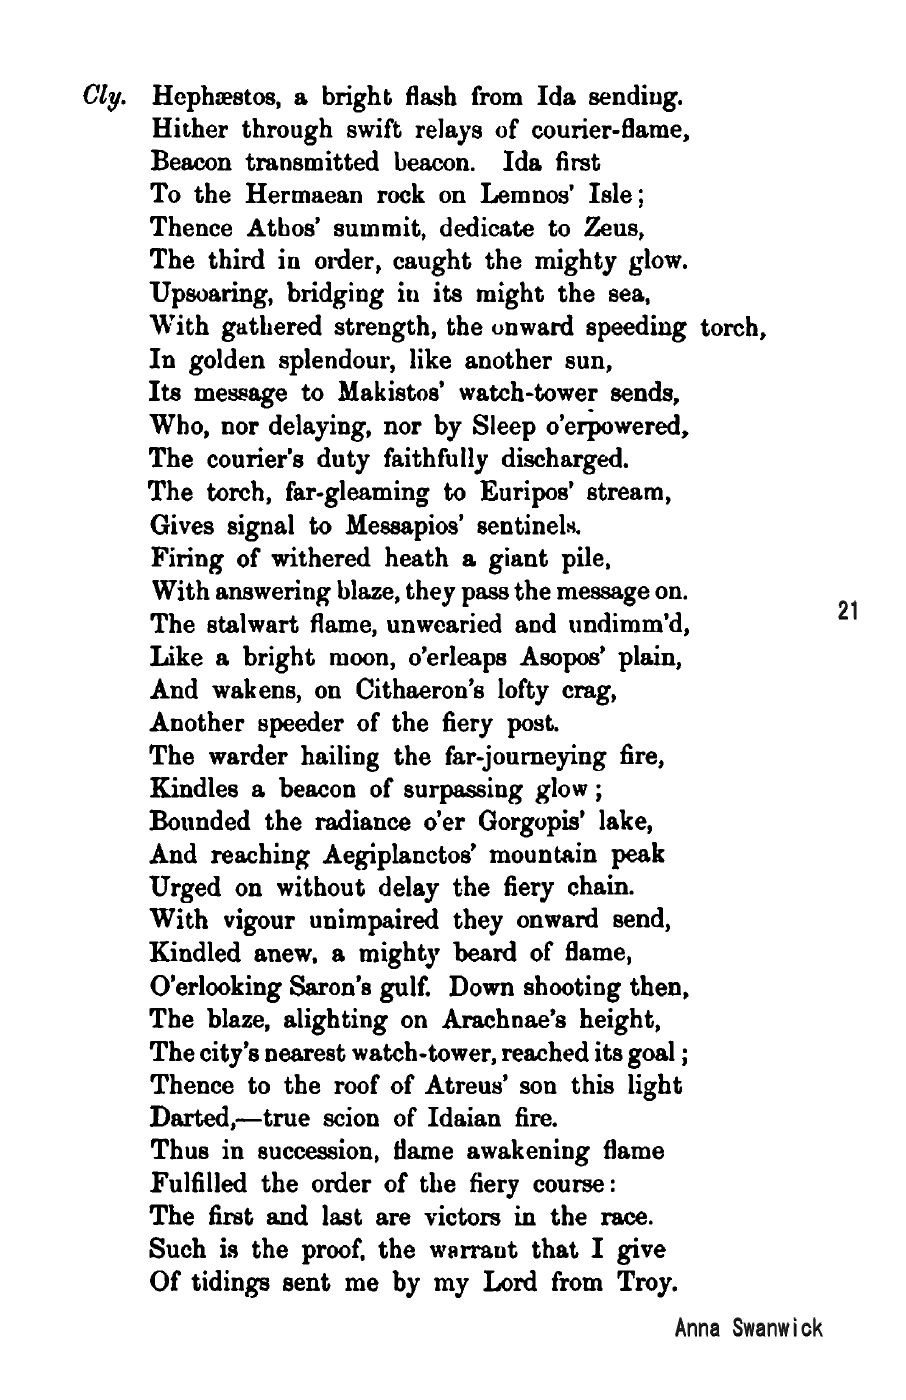 Cly. Hephæstos, a bright flash from Ida sending.
Hither through swift relays of courier-flame,
Beacon transmitted beacon. Ida first
To the Hermaean rock on Lemnos' Isle;
Thence Athos' summit, dedicate to Zeus,
The third in order, caught the mighty glow.
Upsoaring, bridging in its might the sea,
With gathered strength, the onward speeding torch,
In golden splendour, like another sun,
Its message to Makistos' watch-tower sends,
Who, nor delaying, nor by Sleep o'erpowered,
The courier's duty faithfully discharged.
The torch, far-gleaming to Euripos' stream,
Gives signal to Messapios' sentinels.
Firing of withered heath a giant pile,
With answering blaze, they pass the message on.
The stalwart flame, unwearied and undimm'd,
Like a bright moon, o'erleaps Asopos' plain,
And wakens, on Cithaeron's lofty crag,
Another speeder of the fiery post.
The warder hailing the far-journeying fire,
Kindles a beacon of surpassing glow;
Bounded the radiance o'er Gorgopis' lake,
And reaching Aegiplanctos' mountain peak
Urged on without delay the fiery chain.
With vigour unimpaired they onward send,
Kindled anew, a mighty beard of flame,
O'erlooking Saron's gulf. Down shooting then,
The blaze, alighting on Arachnae's height,
The city's nearest watch-tower, reached its goal;
Thence to the roof of Atreus' son this light
Darted,—true scion of Idaian fire.
Thus in succession, flame awakening flame
Fulfilled the order of the fiery course:
The first and last are victors in the race.
Such is the proof, the warrant that I give
Of tidings sent me by my Lord from Troy.
21
Anna Swanwick